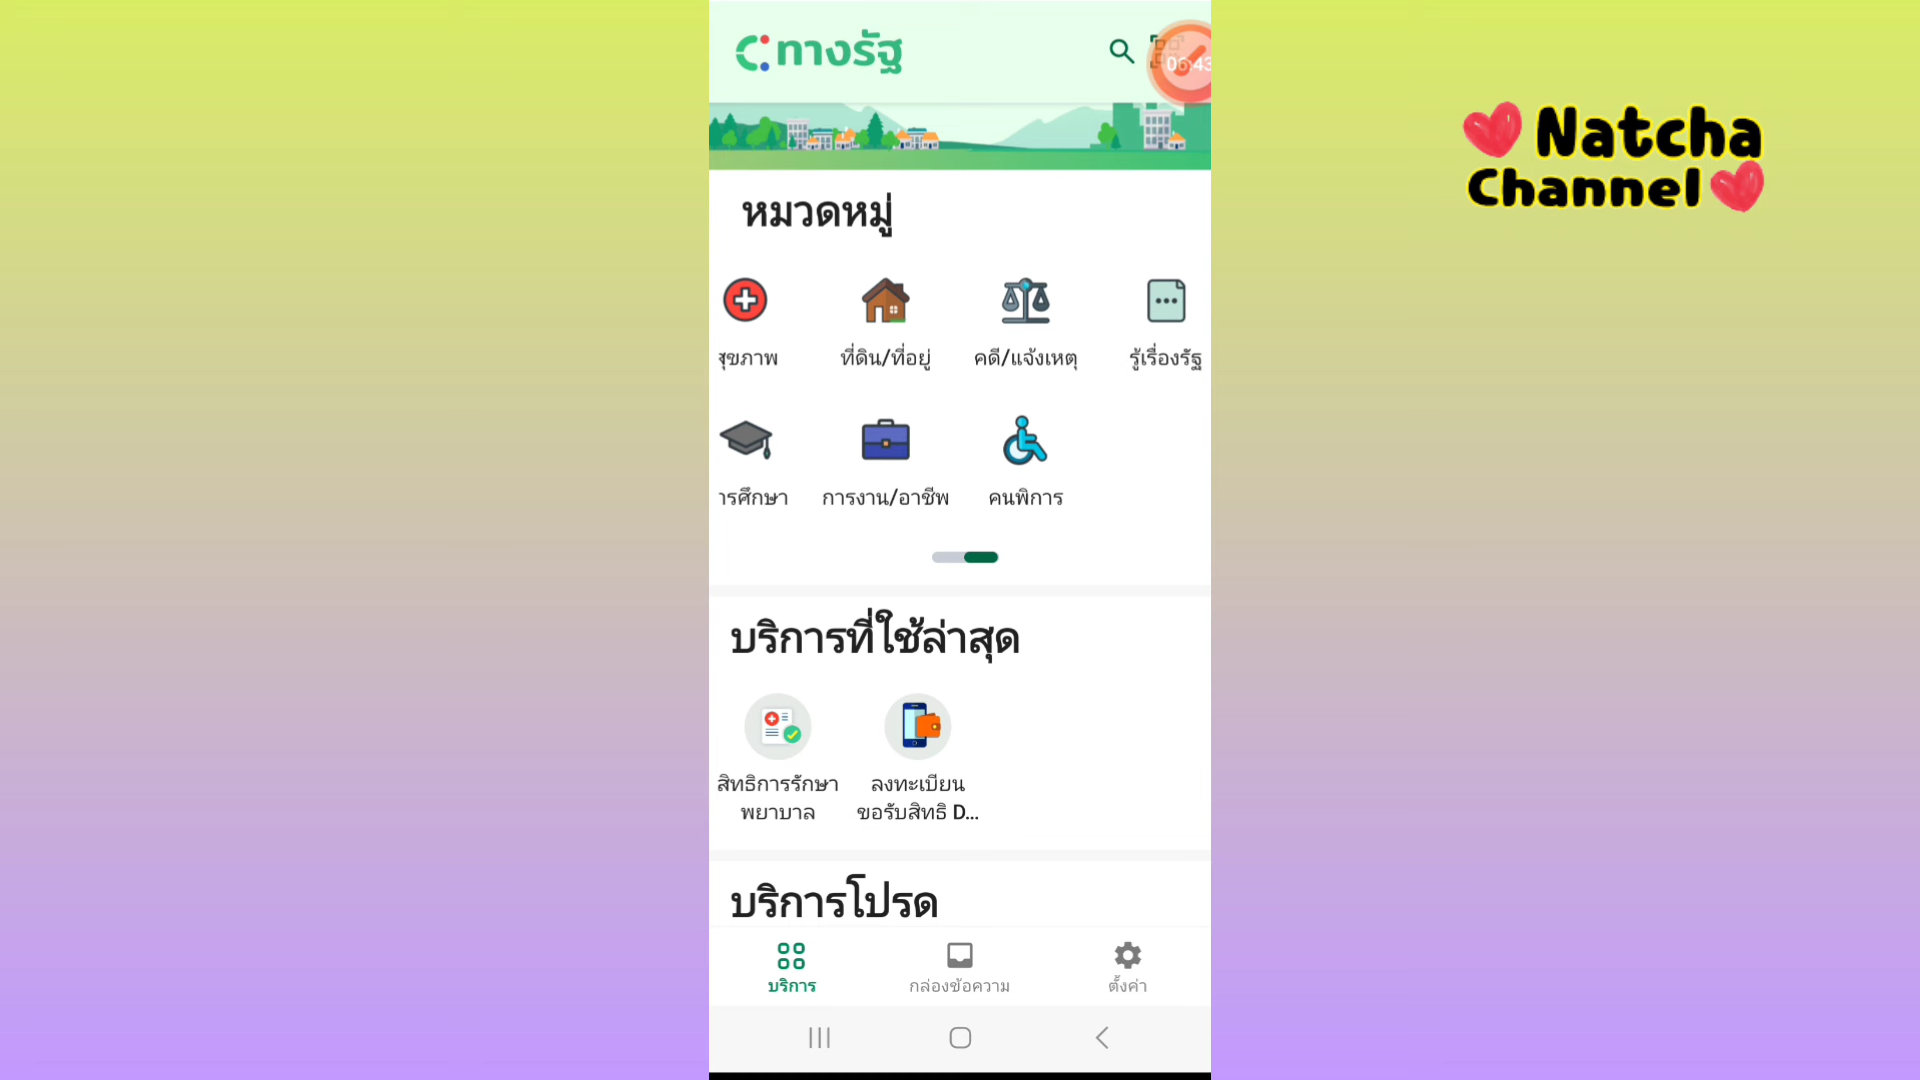 ทางรัฐ
06:43
Natcha
Channel
หมวดหมู่
สุขภาพ
ที่ดิน/ที่อยู่
คดี/แจ้งเหตุ
รู้เรื่องรัฐ
ารศึกษา
การงาน/อาชีพ
คนพิการ
บริการที่ใช้ล่าสุด
สิทธิการรักษา
พยาบาล
ลงทะเบียน
ขอรับสิทธิ D...
บริการโปรด
บริการ
กล่องข้อความ
ตั้งค่า